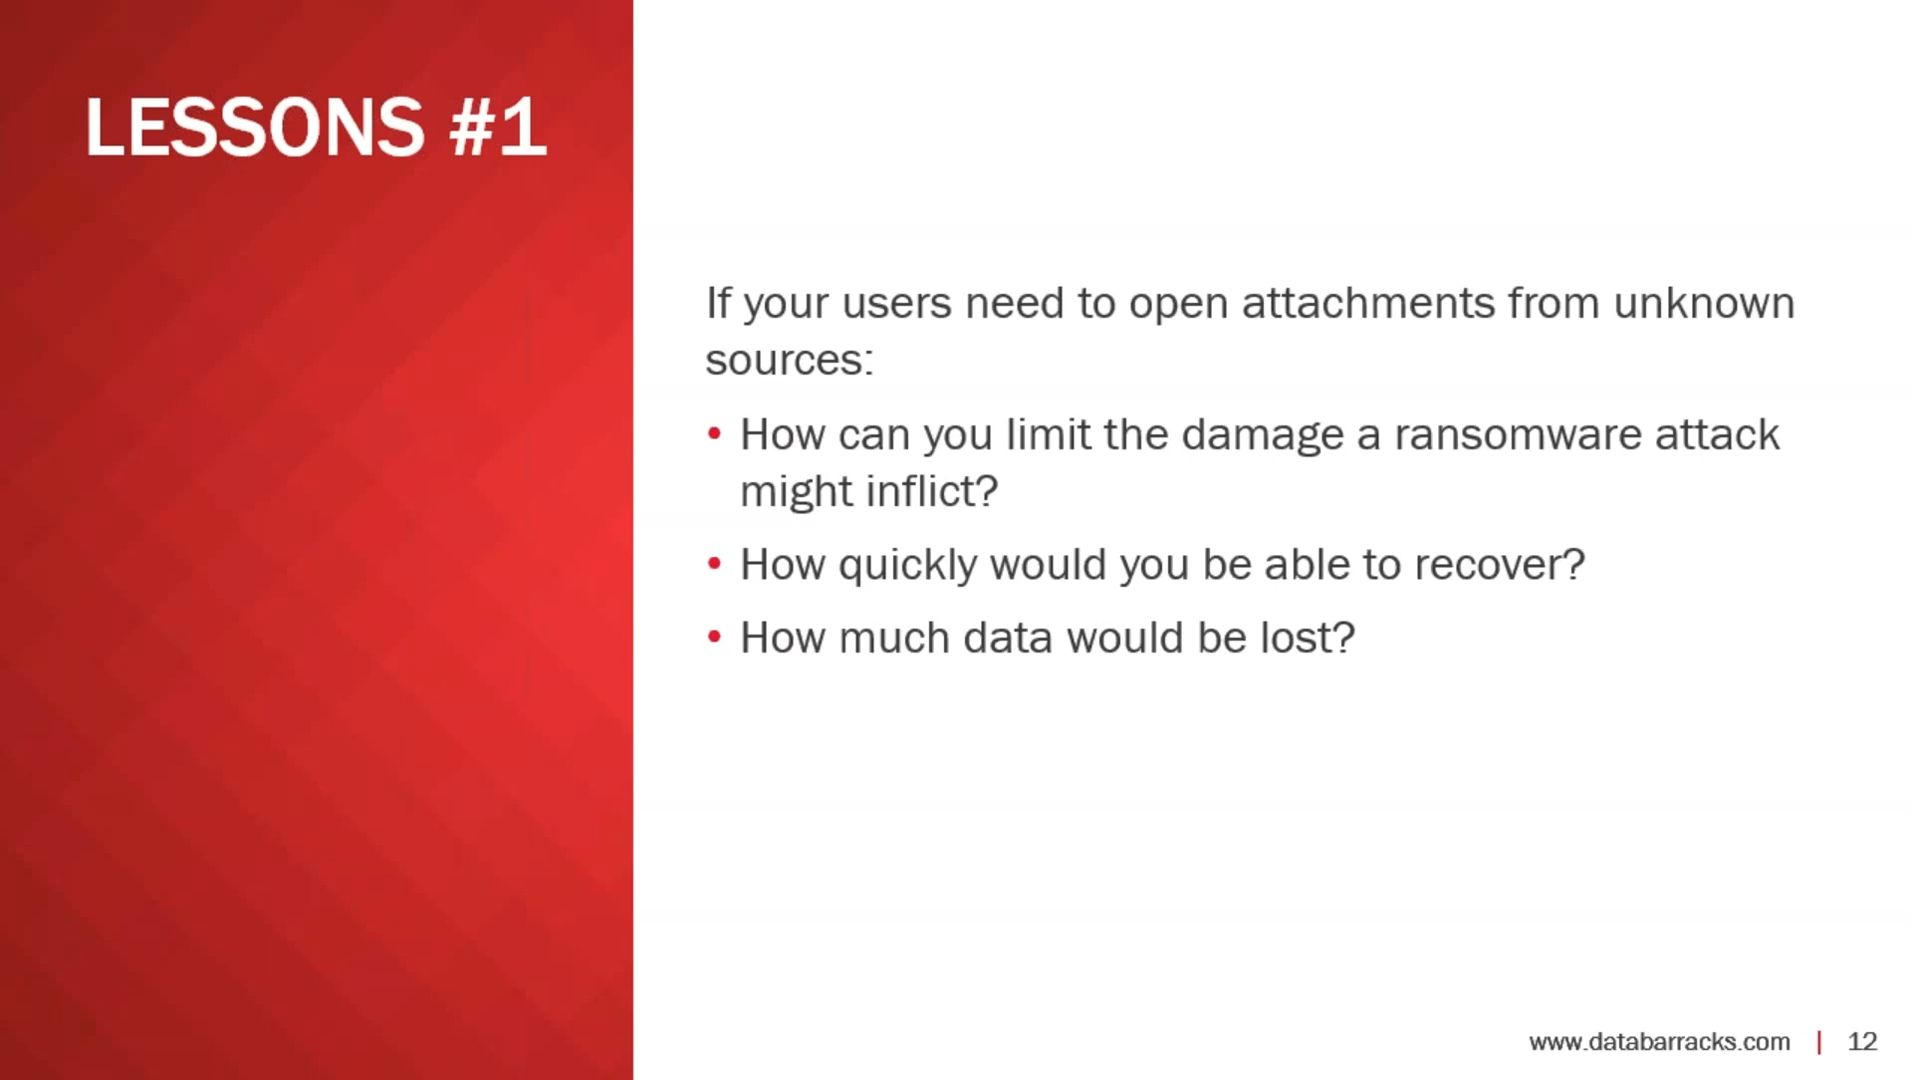 LESSONS #1
If your users need to open attachments from unknown
sources:
• How can you limit the damage a ransomware attack
might inflict?
• How quickly would you be able to recover?
• How much data would be lost?
www.databarracks.com | 12